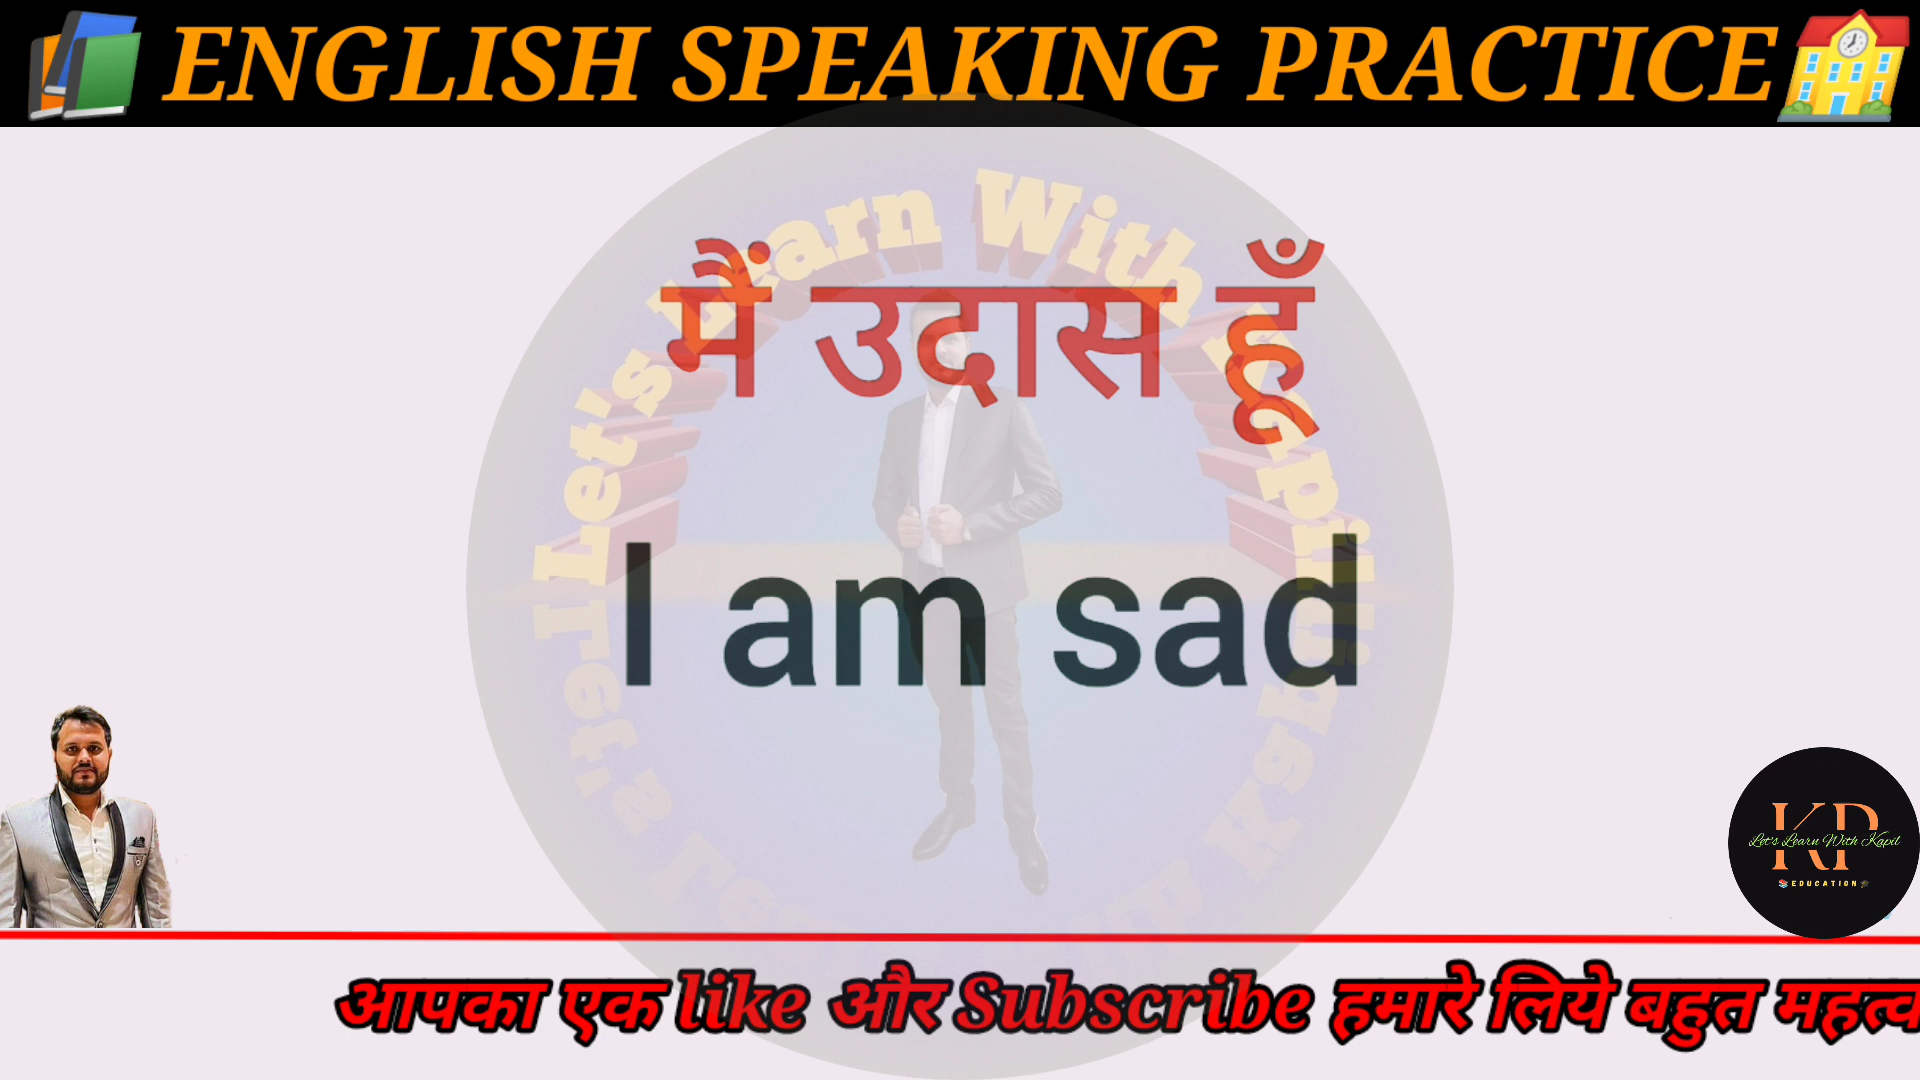 ENGLISH SPEAKING PRACTICE
Let's Learn With Kapil
मैं उदास हूँ
I am sad
KP
Let's Learn With Kapil
EDUCATION
आपका एक like और Subscribe हमारे लिये बहुत महत्व